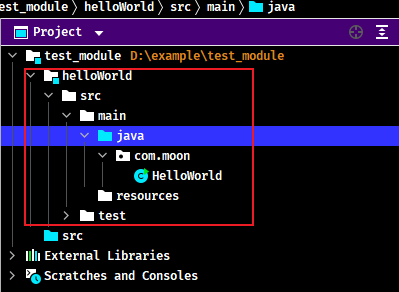 est_module〉helloWorld〉src〉main〉java
Project
test_module D:\example\test_module
helloWorld
src
main
java
com.moon
HelloWorld
resources
test
src
External Libraries
Scratches and Consoles